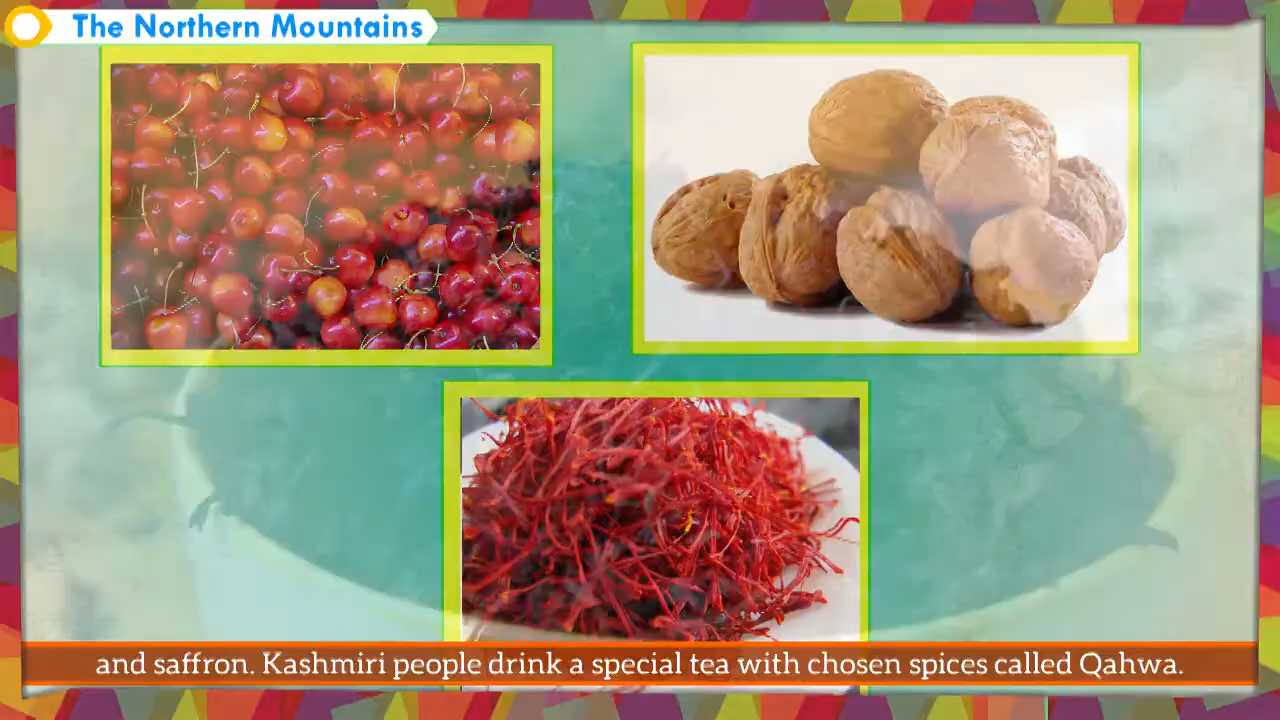 The Northern Mountains
and saffron. Kashmiri people drink a special tea with chosen spices called Qahwa.